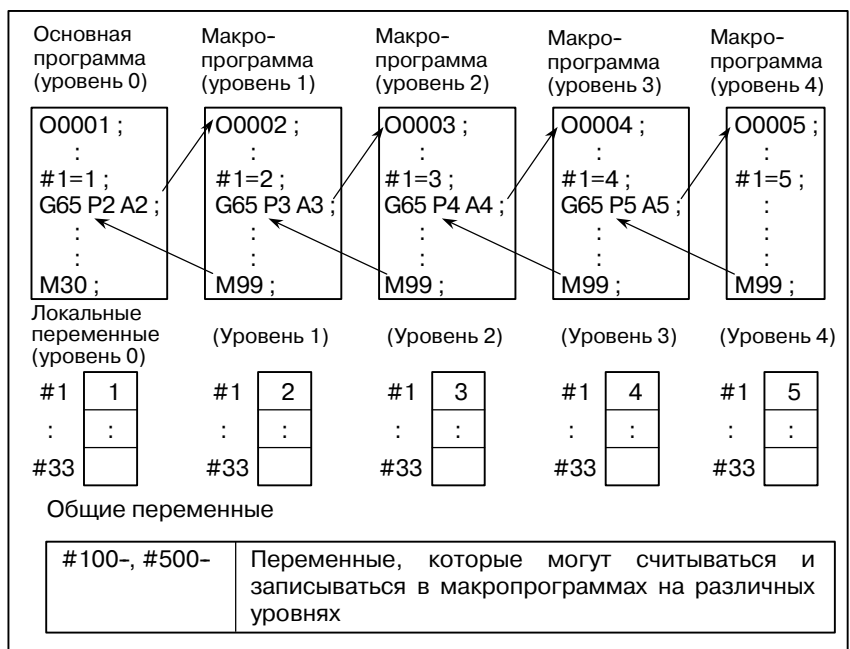 Основная программа (уровень 0)
Макро-программа (уровень 1)
Макро-программа (уровень 2)
Макро-программа (уровень 3)
Макро-программа (уровень 4)
O0001 ;
:
#1=1 ;
G65 P2 A2 ;
:
:
M30 ;
O0002 ;
:
#1=2 ;
G65 P3 A3 ;
:
:
M99 ;
O0003 ;
:
#1=3 ;
G65 P4 A4 ;
:
:
M99 ;
O0004 ;
:
#1=4 ;
G65 P5 A5 ;
:
:
M99 ;
O0005 ;
:
#1=5 ;
:
:
:
M99 ;
Локальные
переменные
(уровень 0)
(Уровень 1)
(Уровень 2)
(Уровень 3)
(Уровень 4)
#1 1 #1 2 #1 3 #1 4 #1 5
: : : : : : : : : :
#33 #33 #33 #33 #33
Общие переменные
#100-, #500-
Переменные, которые могут считываться и
записываться в макропрограммах на различных
уровнях